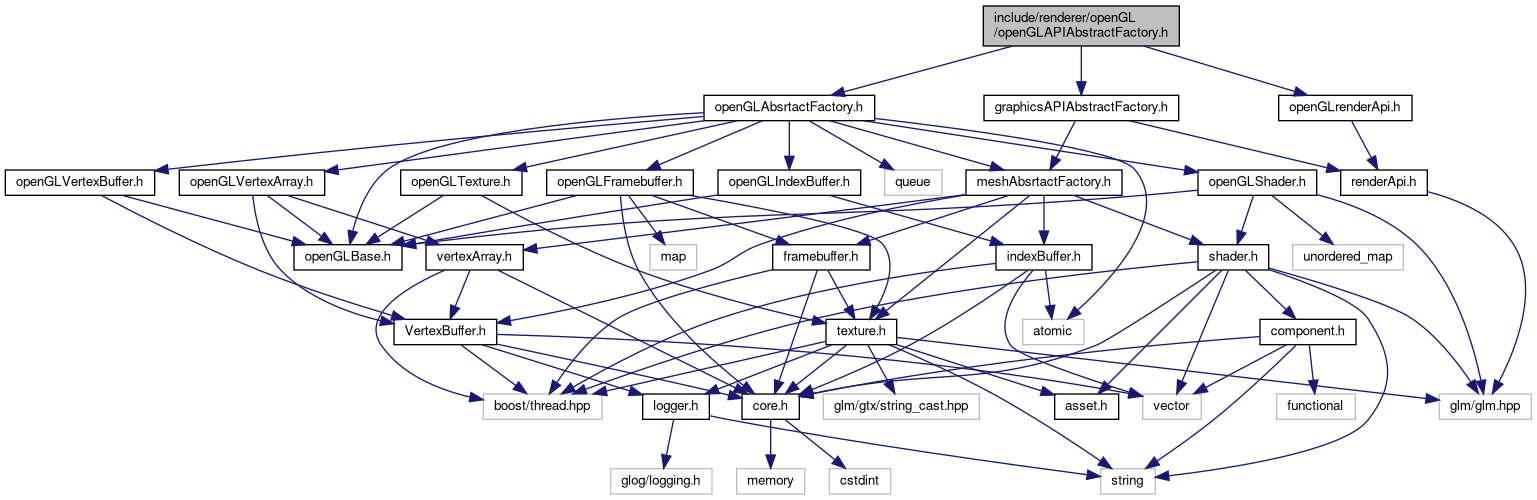 include/renderer/openGL
/openGLAPIAbstractFactory.h
openGLAbsrtactFactory.h
graphicsAPIAbstractFactory.h
openGLrenderApi.h
openGLVertexBuffer.h
openGLVertexArray.h
openGLTexture.h
openGLFramebuffer.h
openGLIndexBuffer.h
queue
meshAbsrtactFactory.h
openGLShader.h
renderApi.h
openGLBase.h
vertexArray.h
map
framebuffer.h
indexBuffer.h
shader.h
unordered_map
VertexBuffer.h
texture.h
atomic
component.h
boost/thread.hpp
logger.h
core.h
glm/gtx/string_cast.hpp
asset.h
vector
functional
glm/glm.hpp
glog/logging.h
memory
cstdint
string